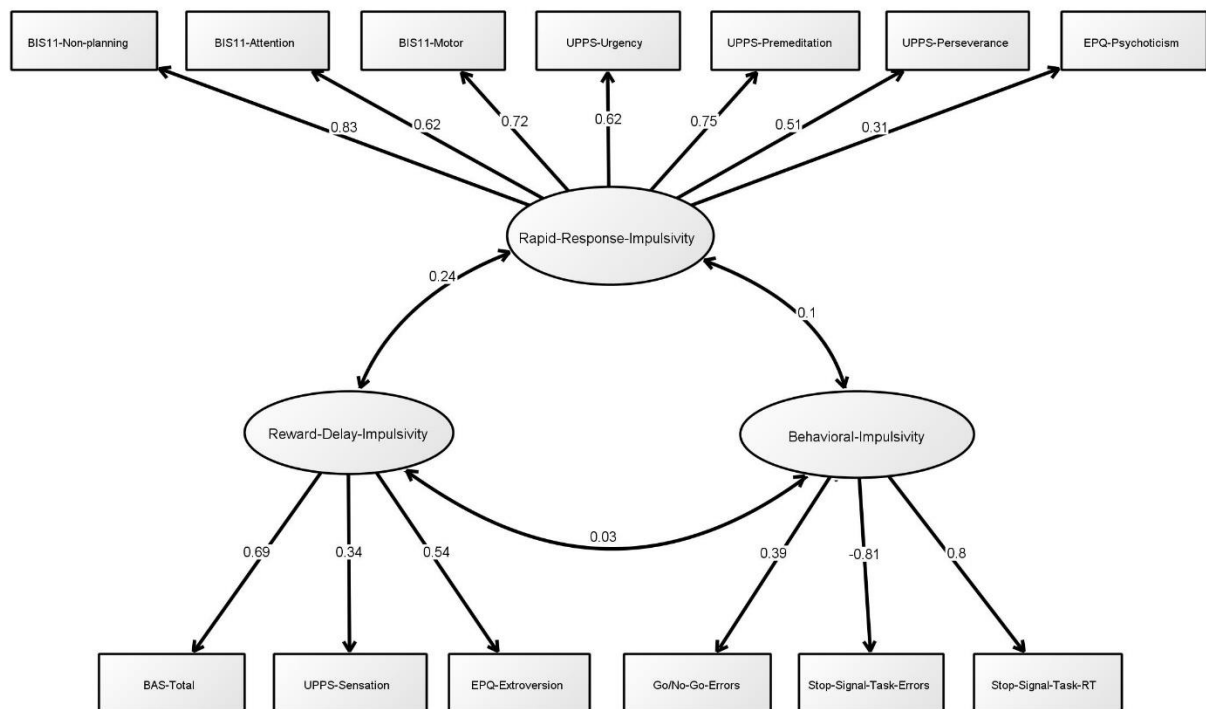 BIS11-Non-planning
BIS11-Attention
BIS11-Motor
UPPS-Urgency
UPPS-Premeditation
UPPS-Perseverance
EPQ-Psychoticism
0.83
0.62
0.72
0.62
0.75
0.51
0.31
Rapid-Response-Impulsivity
0.24
0.1
Reward-Delay-Impulsivity
Behavioral-Impulsivity
0.03
0.69
0.34
0.54
0.39
-0.81
0.8
BAS-Total
UPPS-Sensation
EPQ-Extroversion
Go/No-Go-Errors
Stop-Signal-Task-Errors
Stop-Signal-Task-RT